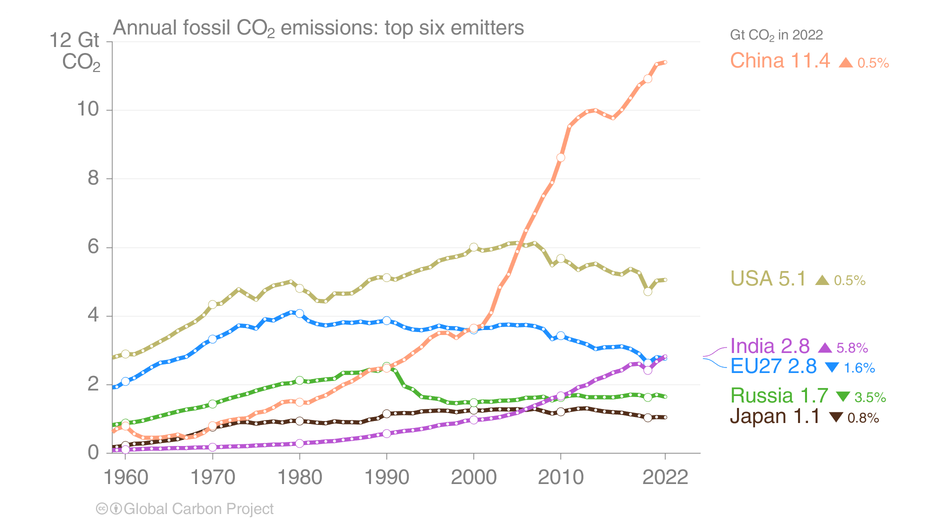 Annual fossil CO₂ emissions: top six emitters
12 Gt
CO₂
10
8
6
4
2
0
1960
1970
1980
1990
2000
2010
2022
Gt CO₂ in 2022
China 11.4 ▲ 0.5%
USA 5.1 ▲ 0.5%
India 2.8 ▲ 5.8%
EU27 2.8 ▼ 1.6%
Russia 1.7 ▼ 3.5%
Japan 1.1 ▼ 0.8%
cc Global Carbon Project